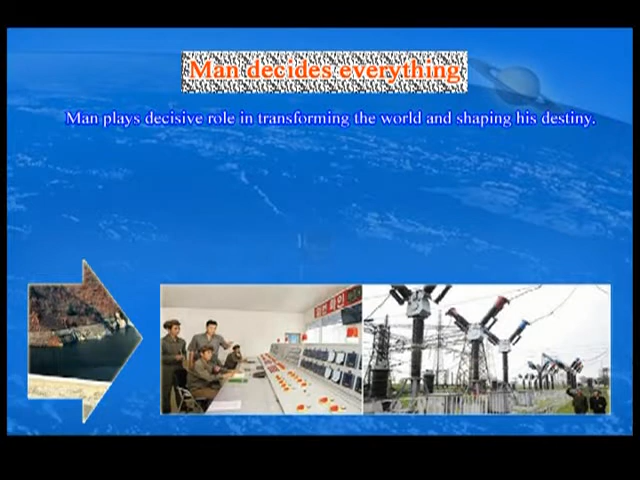 Man decides everything
Man plays decisive role in transforming the world and shaping his destiny.